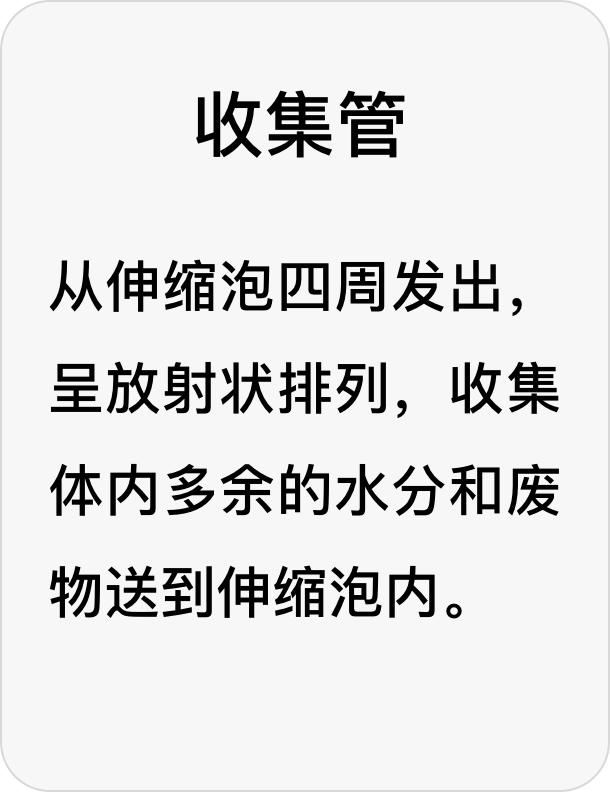 收集管
从伸缩泡四周发出，
呈放射状排列，收集
体内多余的水分和废
物送到伸缩泡内。